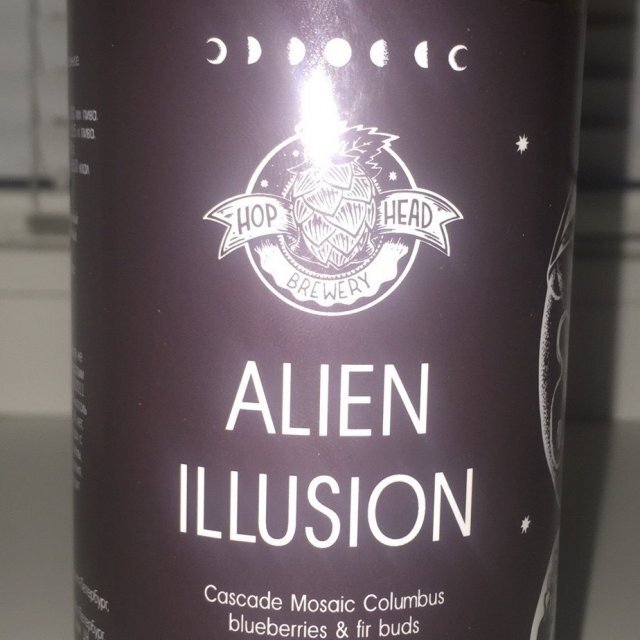 HOP HEAD
BREWERY
ALIEN
ILLUSION
Cascade Mosaic Columbus
blueberries & fir buds